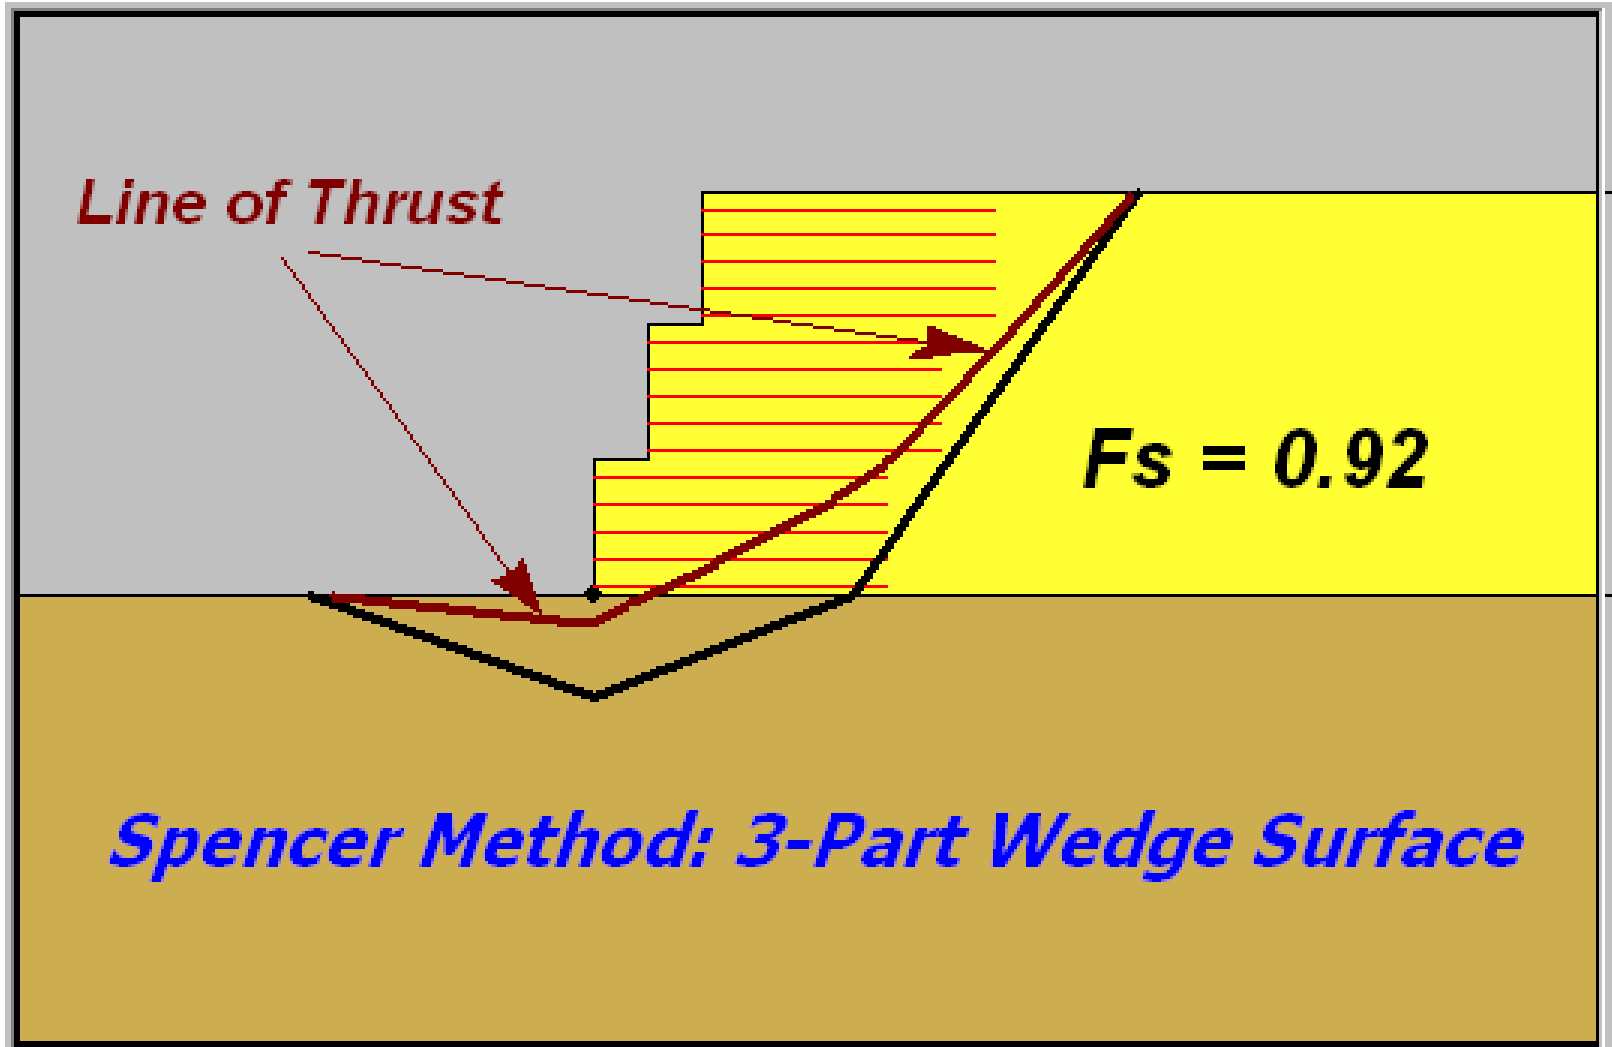 Line of Thrust
Fs = 0.92
Spencer Method: 3-Part Wedge Surface